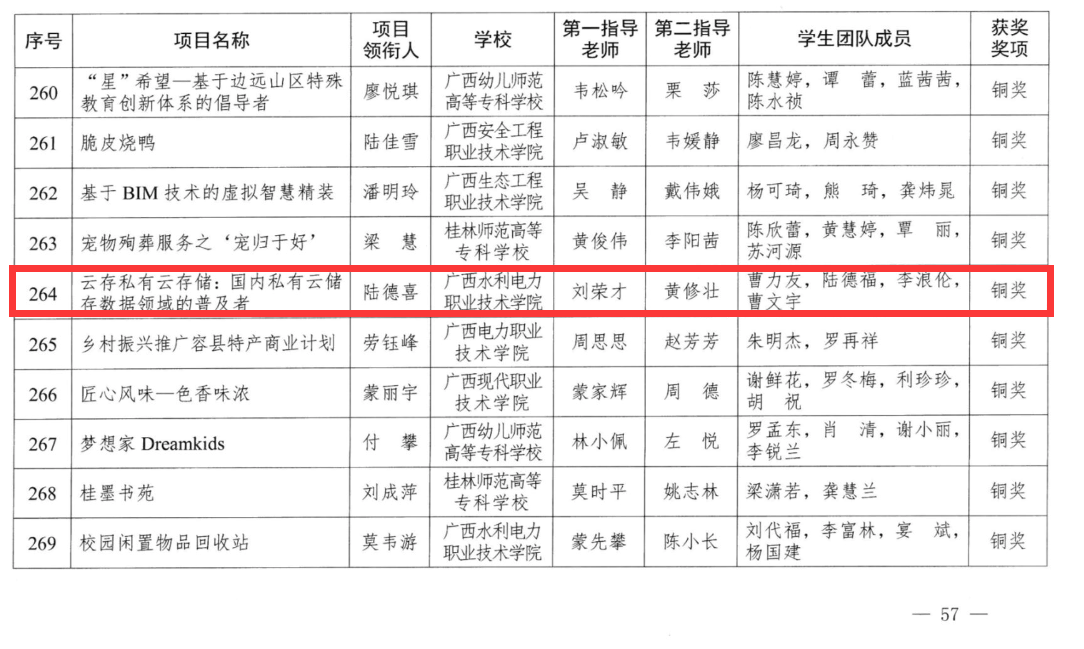 序号 项目名称 项目领衔人 学校 第一指导老师 第二指导老师 学生团队成员 获奖奖项
260 “星”希望—基于边远山区特殊教育创新体系的倡导者 廖悦琪 广西幼儿师范高等专科学校 韦松吟 栗 莎 陈慧婷，谭 蕾，蓝茜茜，陈水祯 铜奖
261 脆皮烧鸭 陆佳雪 广西安全工程职业技术学院 卢淑敏 韦媛静 廖昌龙，周永赞 铜奖
262 基于 BIM 技术的虚拟智慧精装 潘明玲 广西生态工程职业技术学院 吴 静 戴伟娥 杨可琦，熊 琦，龚炜晃 铜奖
263 宠物殉葬服务之‘宠归于好’ 梁 慧 桂林师范高等专科学校 黄俊伟 李阳茜 陈欣蕾，黄慧婷，覃 丽，苏河源 铜奖
264 云存私有云存储：国内私有云储存数据领域的普及者 陆德喜 广西水利电力职业技术学院 刘荣才 黄修壮 曹力友，陆德福，李浪伦，曹文宇 铜奖
265 乡村振兴推广容县特产商业计划 劳钰峰 广西电力职业技术学院 周思思 赵芳芳 朱明杰，罗再祥 铜奖
266 匠心风味—色香味浓 蒙丽宇 广西现代职业技术学院 蒙家辉 周 德 谢鲜花，罗冬梅，利珍珍，胡 祝 铜奖
267 梦想家 Dreamkids 付 攀 广西幼儿师范高等专科学校 林小佩 左 悦 罗孟东，肖 清，谢小丽，李锐兰 铜奖
268 桂墨书苑 刘成萍 桂林师范高等专科学校 莫时平 姚志林 梁潇若，龚慧兰 铜奖
269 校园闲置物品回收站 莫韦游 广西水利电力职业技术学院 蒙先攀 陈小长 刘代福，李富林，宴 斌，杨国建 铜奖
— 57 —